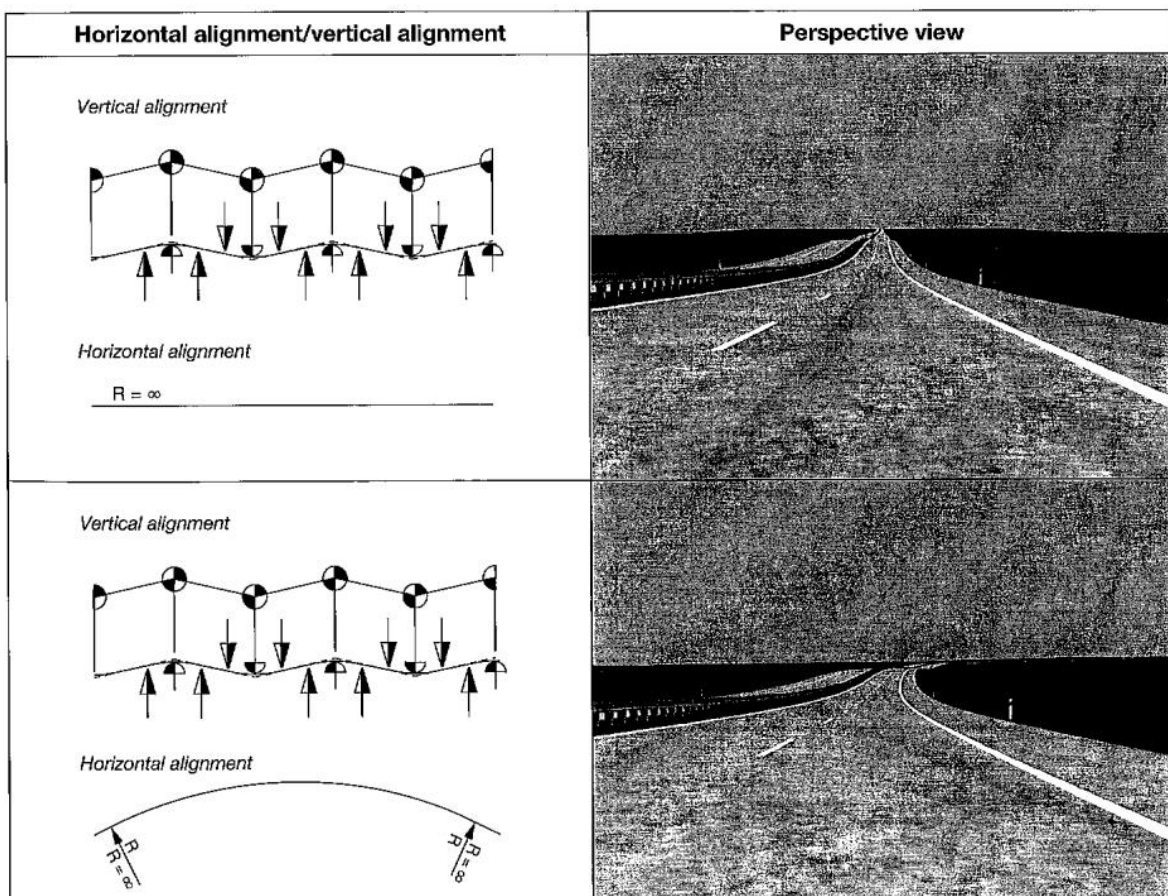 Horizontal alignment/vertical alignment
Perspective view
Vertical alignment
Horizontal alignment
R = ∞
Vertical alignment
Horizontal alignment
R
R = ∞
R = ∞
R